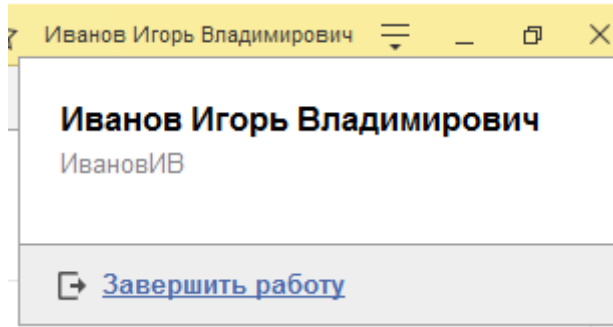 Иванов Игорь Владимирович
Иванов Игорь Владимирович
ИвановИВ
Завершить работу